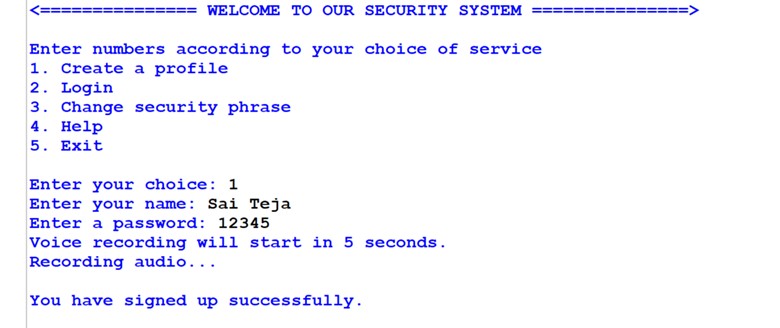 <=============== WELCOME TO OUR SECURITY SYSTEM ===============>
Enter numbers according to your choice of service
1. Create a profile
2. Login
3. Change security phrase
4. Help
5. Exit
Enter your choice: 1
Enter your name: Sai Teja
Enter a password: 12345
Voice recording will start in 5 seconds.
Recording audio...
You have signed up successfully.